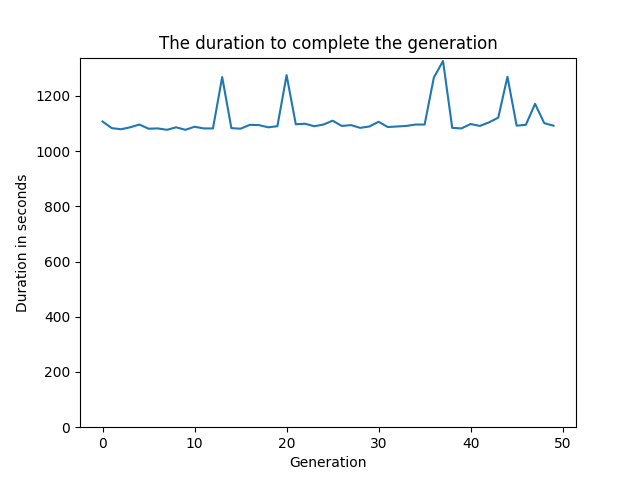 The duration to complete the generation
1200
1000
800
600
400
200
0
Duration in seconds
0 10 20 30 40 50
Generation